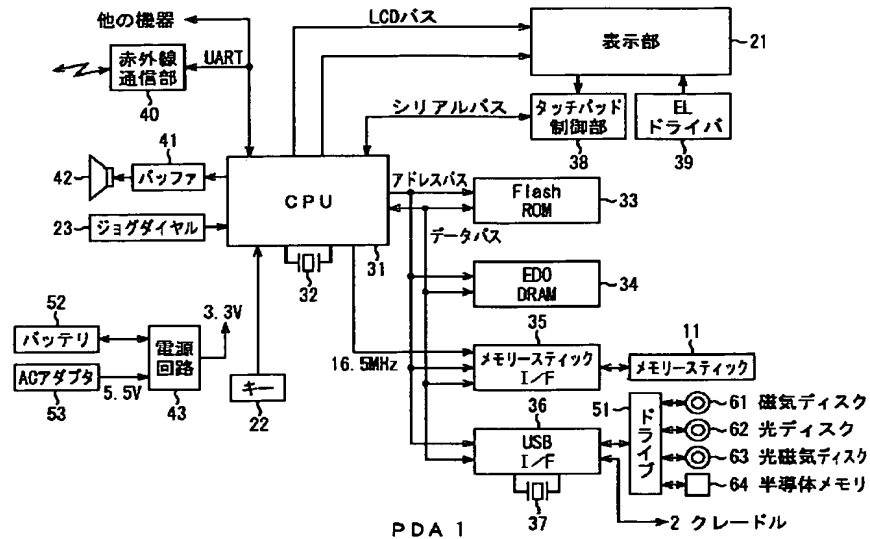 他の機器
LCDバス
表示部
21
赤外線
通信部
UART
40
シリアルバス
タッチパッド
制御部
38
EL
ドライバ
39
41
42
バッファ
CPU
アドレスバス
Flash
ROM
33
23
ジョグダイヤル
データバス
31
32
EDO
DRAM
34
52
バッテリ
3.3V
電源
回路
ACアダプタ
53
5.5V
43
キー
22
16.5MHz
35
メモリースティック
I/F
11
メモリースティック
36
USB
I/F
37
51
ドライブ
61 磁気ディスク
62 光ディスク
63 光磁気ディスク
64 半導体メモリ
2 クレードル
PDA 1